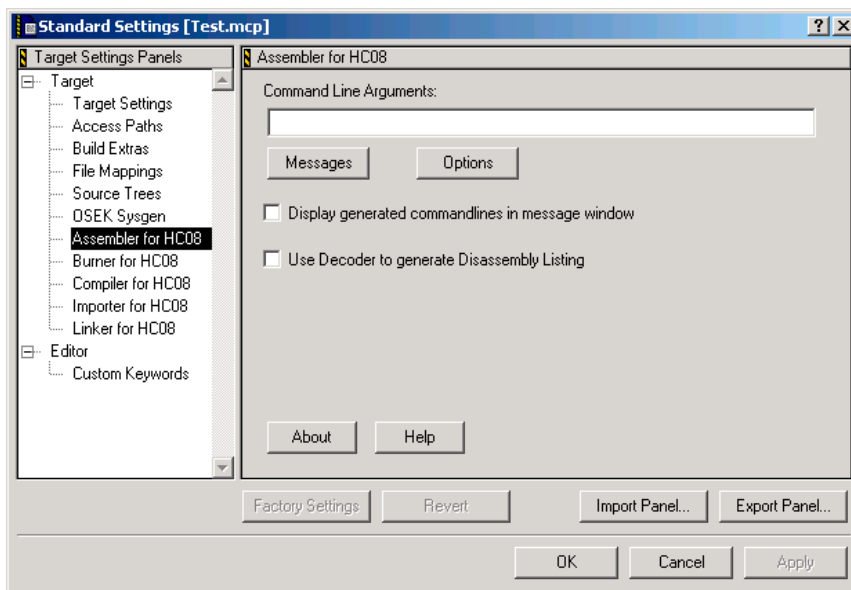 Standard Settings [Test.mcp]
Target Settings Panels
Target
Target Settings
Access Paths
Build Extras
File Mappings
Source Trees
OSEK Sysgen
Assembler for HC08
Burner for HC08
Compiler for HC08
Importer for HC08
Linker for HC08
Editor
Custom Keywords
Assembler for HC08
Command Line Arguments:
Messages
Options
Display generated commandlines in message window
Use Decoder to generate Disassembly Listing
About
Help
Factory Settings
Revert
Import Panel...
Export Panel...
OK
Cancel
Apply